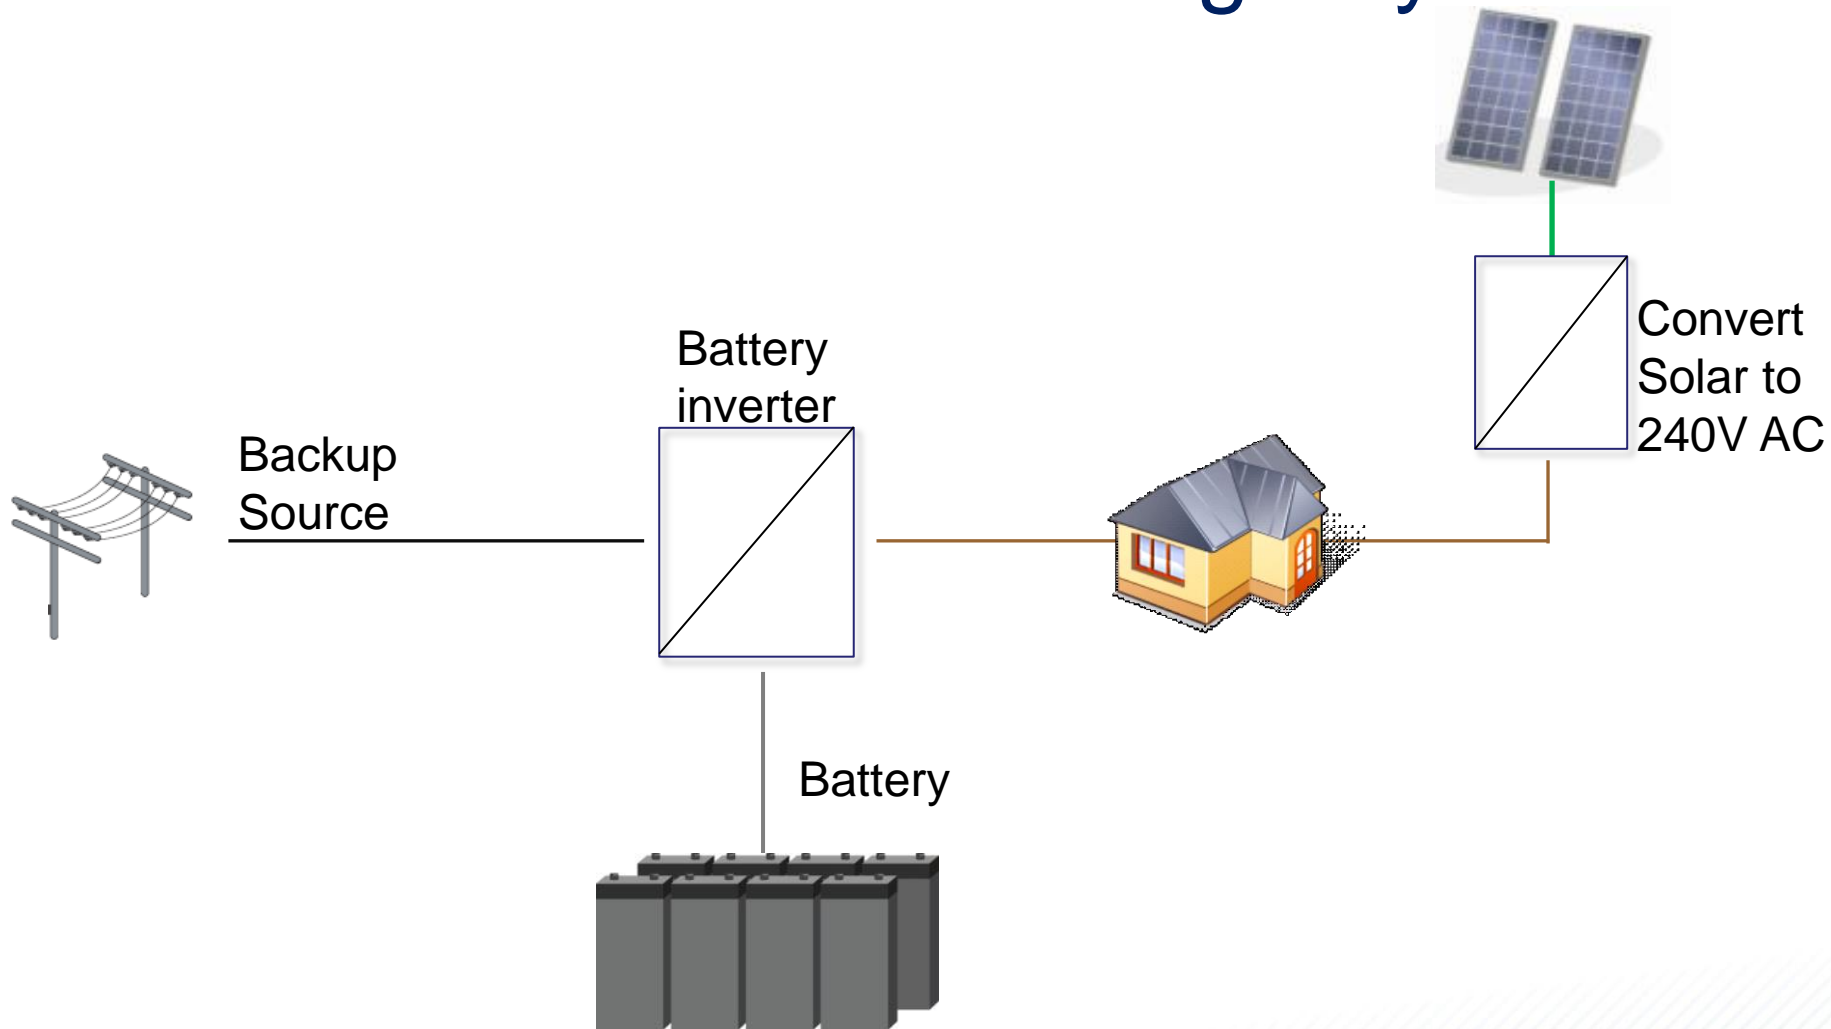 Battery
inverter
Backup
Source
Convert
Solar to
240V AC
Battery